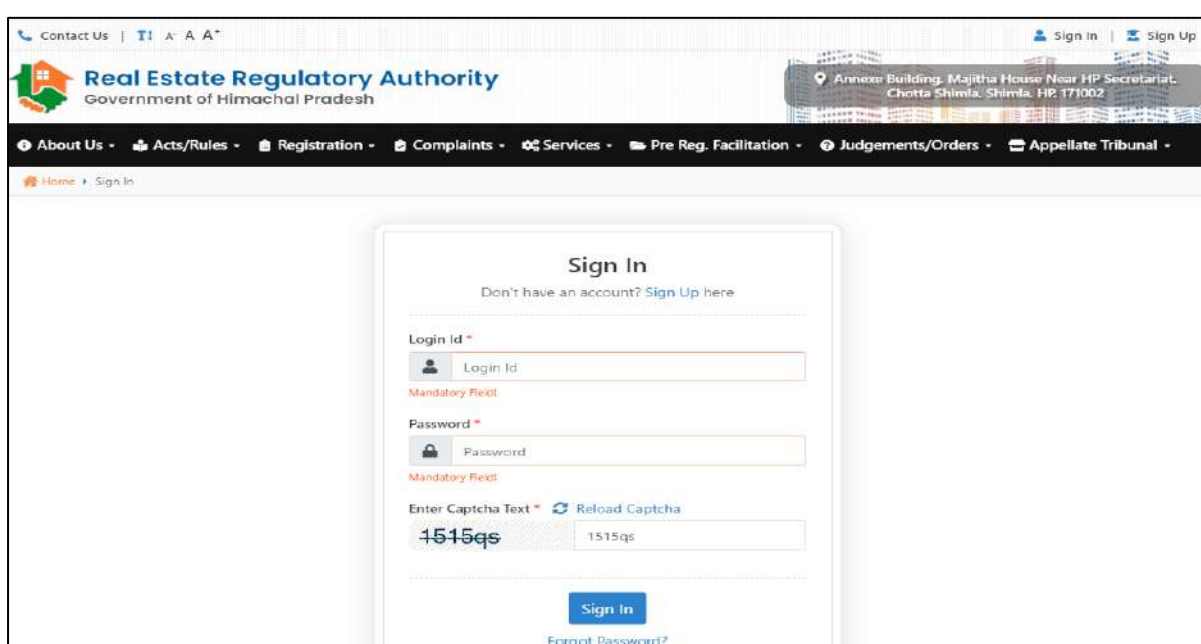 Contact Us | T↕ A- A A+ Sign In | Sign Up
Real Estate Regulatory Authority
Government of Himachal Pradesh
Annexe Building, Majitha House Near HP Secretariat,
Chotta Shimla, Shimla, HP, 171002
About Us Acts/Rules Registration Complaints Services Pre Reg. Facilitation Judgements/Orders Appellate Tribunal
Home Sign In
Sign In
Don't have an account? Sign Up here
Login Id *
Login Id
Mandatory Field!
Password *
Password
Mandatory Field!
Enter Captcha Text * Reload Captcha
1515qs 1515qs
Sign In
Forgot Password?